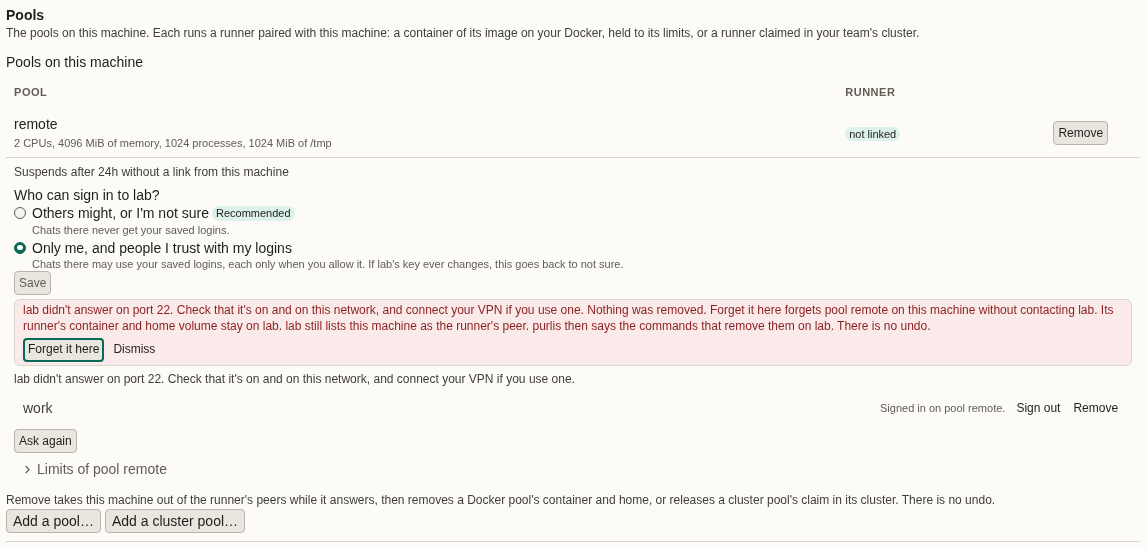 Pools
The pools on this machine. Each runs a runner paired with this machine: a container of its image on your Docker, held to its limits, or a runner claimed in your team's cluster.
Pools on this machine
POOL RUNNER
remote
2 CPUs, 4096 MiB of memory, 1024 processes, 1024 MiB of /tmp
not linked
Remove
Suspends after 24h without a link from this machine
Who can sign in to lab?
Others might, or I'm not sure Recommended
Chats there never get your saved logins.
Only me, and people I trust with my logins
Chats there may use your saved logins, each only when you allow it. If lab's key ever changes, this goes back to not sure.
Save
lab didn't answer on port 22. Check that it's on and on this network, and connect your VPN if you use one. Nothing was removed. Forget it here forgets pool remote on this machine without contacting lab. Its
runner's container and home volume stay on lab. lab still lists this machine as the runner's peer. purlis then says the commands that remove them on lab. There is no undo.
Forget it here Dismiss
lab didn't answer on port 22. Check that it's on and on this network, and connect your VPN if you use one.
work Signed in on pool remote. Sign out Remove
Ask again
Limits of pool remote
Remove takes this machine out of the runner's peers while it answers, then removes a Docker pool's container and home, or releases a cluster pool's claim in its cluster. There is no undo.
Add a pool… Add a cluster pool…